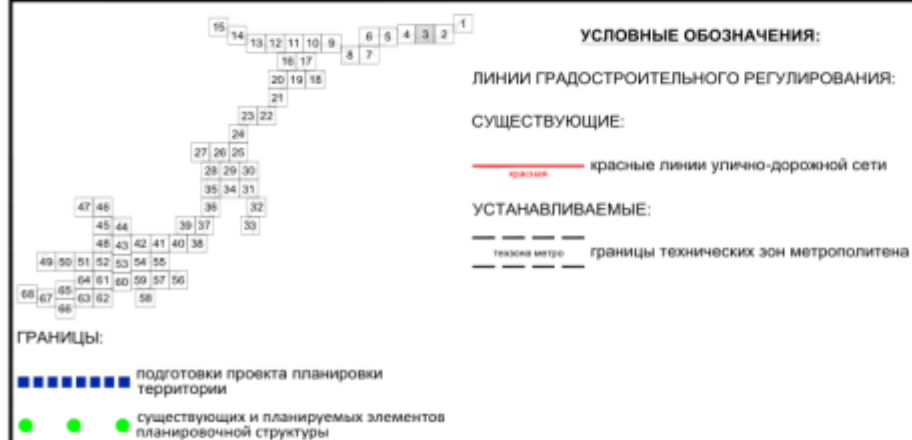 1
15
14 6 5 4 3 2
13 12 11 10 9
8 7
16 17
20 19 18
21
23 22
24
27 26 25
28 29 30
35 34 31
47 46 36 32
45 44 39 37 33
48 43 42 41 40 38
49 50 51 52 53 54 55
64 61 60 59 57 56
68 67 65 63 62 58
66
УСЛОВНЫЕ ОБОЗНАЧЕНИЯ:
ЛИНИИ ГРАДОСТРОИТЕЛЬНОГО РЕГУЛИРОВАНИЯ:
СУЩЕСТВУЮЩИЕ:
красная
красные линии улично-дорожной сети
УСТАНАВЛИВАЕМЫЕ:
техзона метро
границы технических зон метрополитена
ГРАНИЦЫ:
подготовки проекта планировки
территории
существующих и планируемых элементов
планировочной структуры